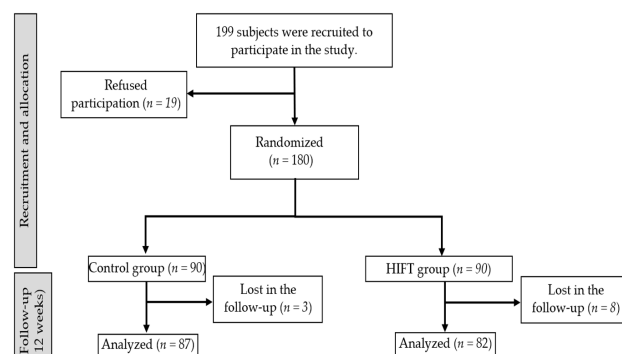 199 subjects were recruited to
participate in the study.
Refused
participation (n = 19)
Randomized
(n = 180)
Control group (n = 90)
HIFT group (n = 90)
Lost in the
follow-up (n = 3)
Lost in the
follow-up (n = 8)
Analyzed (n = 87)
Analyzed (n = 82)
Recruitment and allocation
Follow-up
12 weeks)